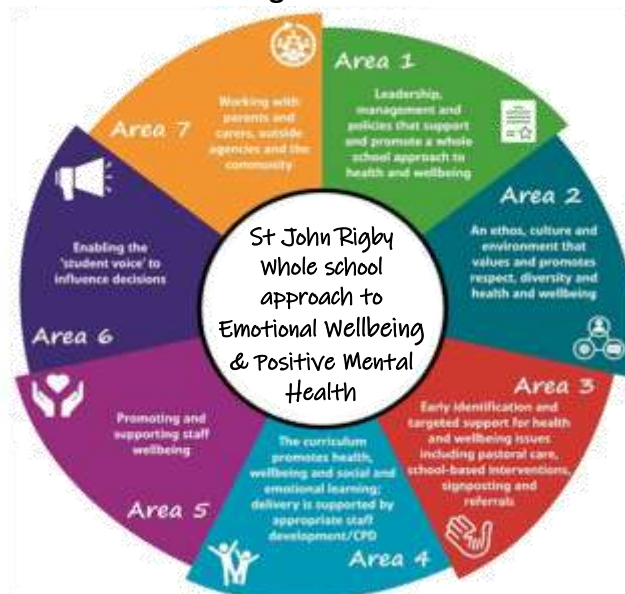 Area 1
Leadership,
management and
policies that support
and promote a whole
school approach to
health and wellbeing
Area 2
An ethos, culture and
environment that
values and promotes
respect, diversity and
health and wellbeing
Area 3
Early identification and
targeted support for health
and wellbeing issues
including pastoral care,
school-based interventions,
signposting and
referrals
The curriculum
promotes health,
wellbeing and social and
emotional learning;
delivery is supported by
appropriate staff
development/CPD
Area 4
Promoting and
supporting staff
wellbeing
Area 5
Enabling the
'student voice' to
influence decisions
Area 6
Working with
parents and
carers, outside
agencies and the
community
Area 7
St John Rigby
Whole school
approach to
Emotional Wellbeing
& Positive Mental
Health